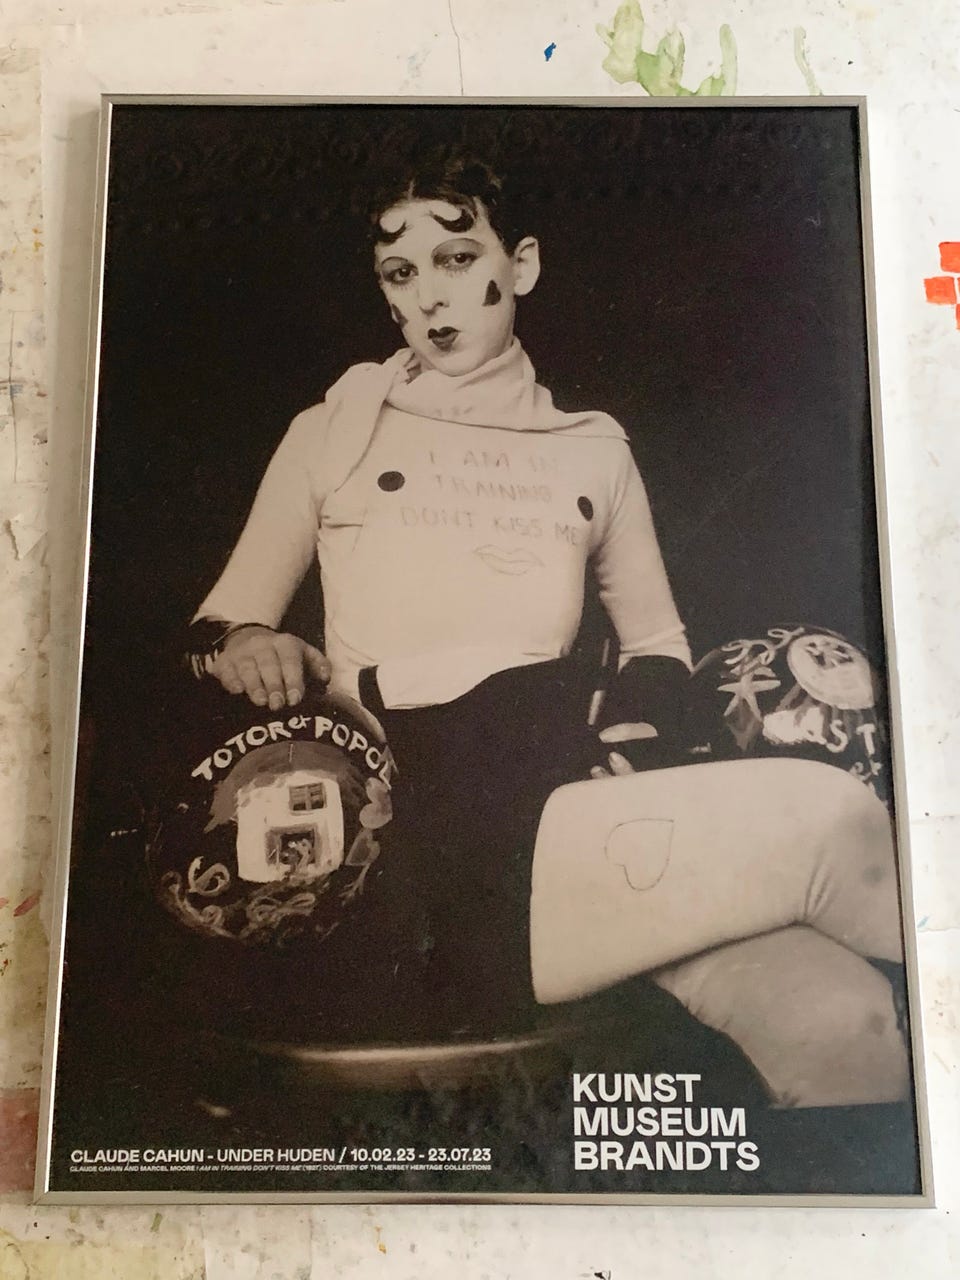 I AM IN
TRAINING
DONT KISS ME
TOTOR et POPOL
CLAUDE CAHUN - UNDER HUDEN / 10.02.23 - 23.07.23
CLAUDE CAHUN AND MARCEL MOORE I AM IN TRAINING DON'T KISS ME (1927) COURTESY OF THE JERSEY HERITAGE COLLECTIONS
KUNST
MUSEUM
BRANDTS